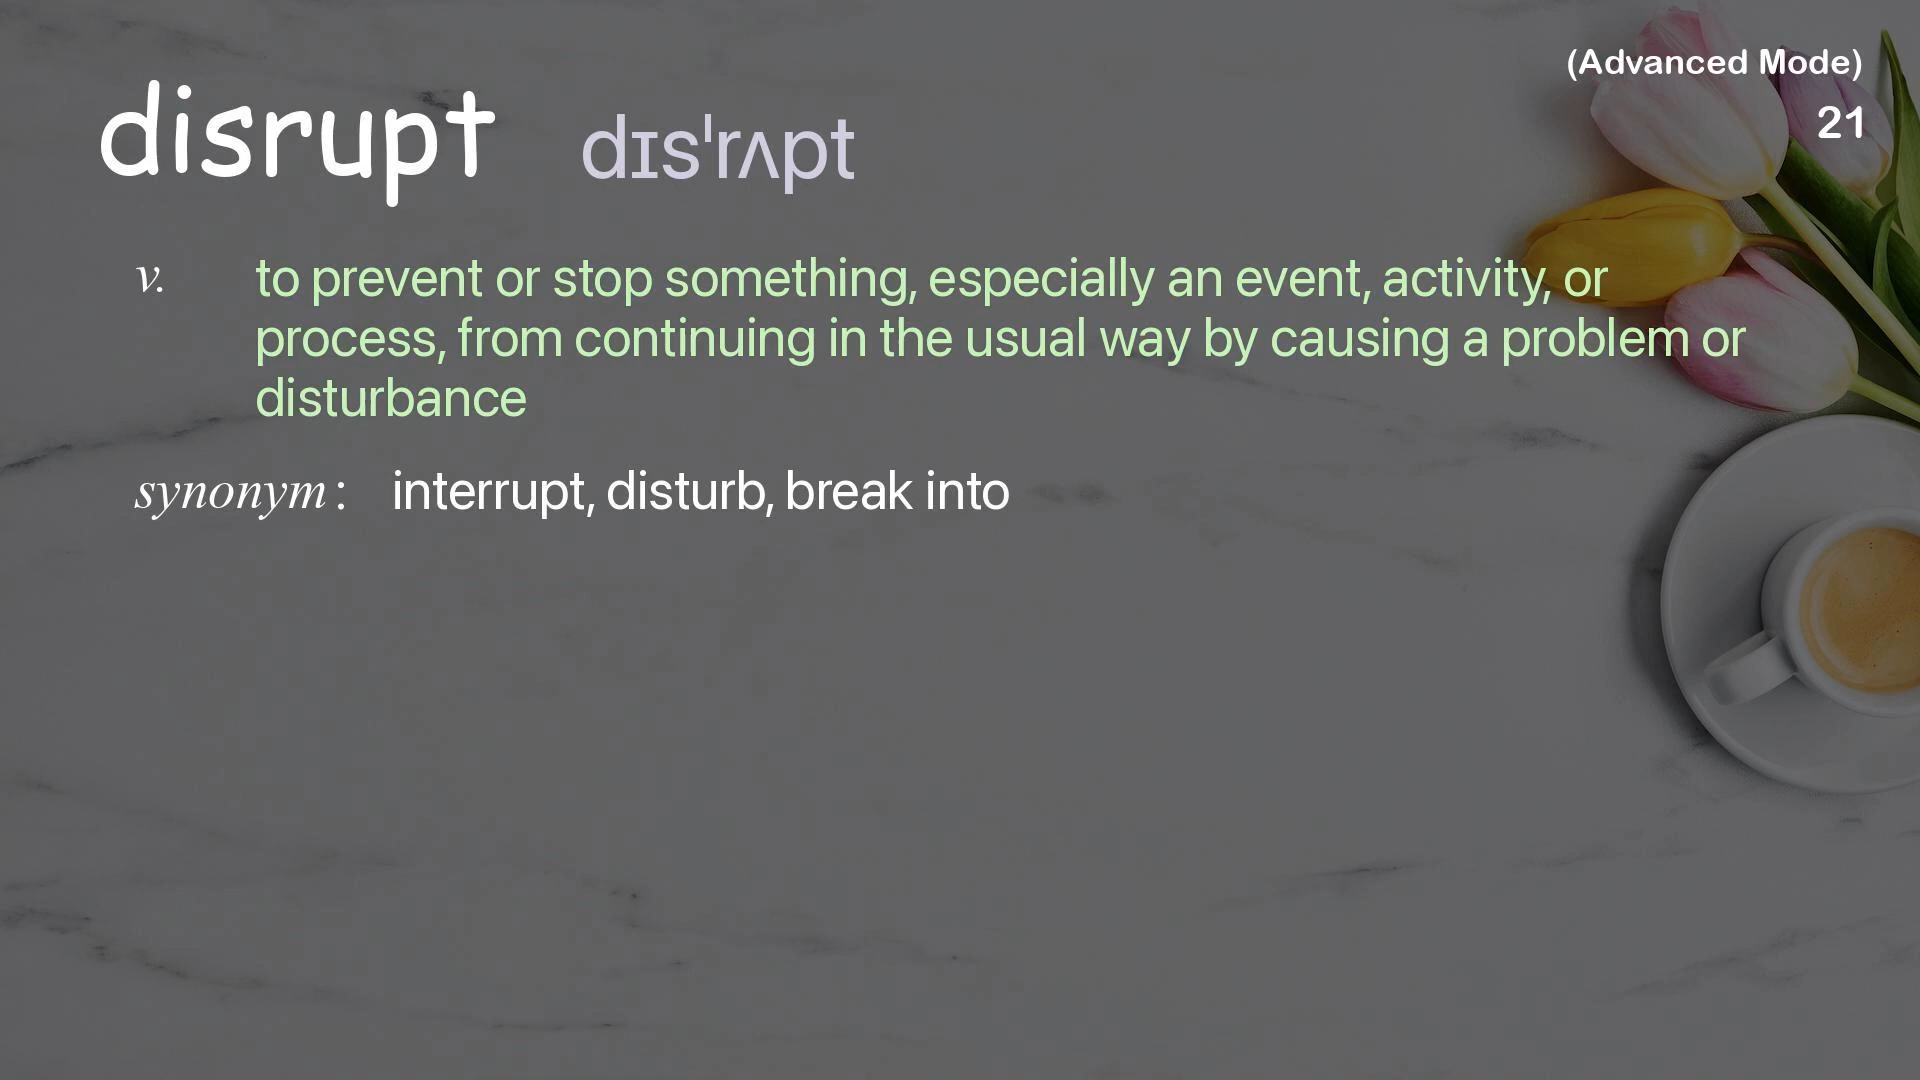 (Advanced Mode)
21
disrupt dɪsˈrʌpt
v. to prevent or stop something, especially an event, activity, or
process, from continuing in the usual way by causing a problem or
disturbance
synonym : interrupt, disturb, break into